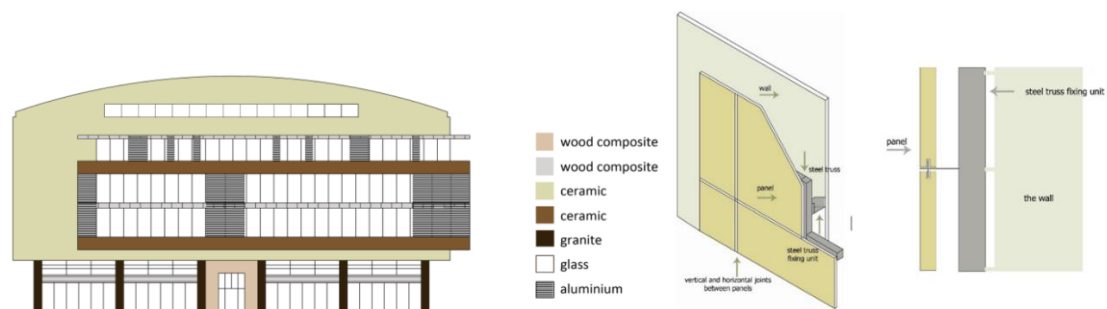 wood composite
wood composite
ceramic
ceramic
granite
glass
aluminium
wall
steel truss
panel
steel truss
fixing unit
vertical and horizontal joints
between panels
steel truss fixing unit
panel
the wall